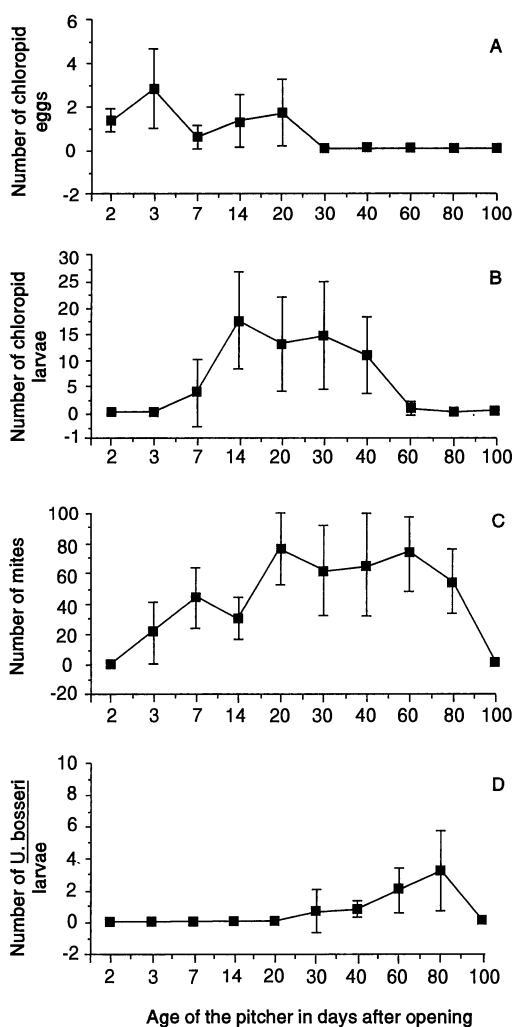 A
Number of chloropid
eggs
6
4
2
0
-2
2 3 7 14 20 30 40 60 80 100
B
Number of chloropid
larvae
30
25
20
15
10
5
0
-1
2 3 7 14 20 30 40 60 80 100
C
Number of mites
100
80
60
40
20
0
-20
2 3 7 14 20 30 40 60 80 100
D
Number of U. bosseri
larvae
10
8
6
4
2
0
-2
2 3 7 14 20 30 40 60 80 100
Age of the pitcher in days after opening